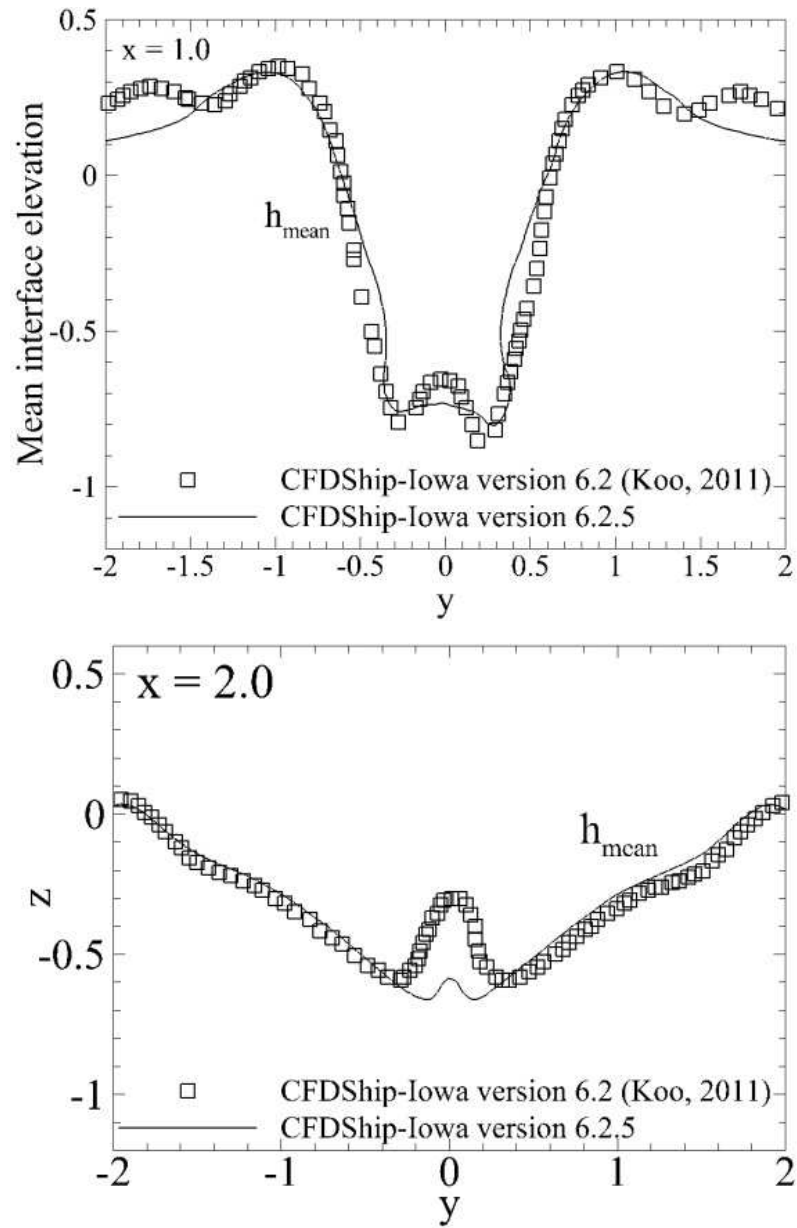 0.5
x = 1.0
0
Mean interface elevation
h_mean
-0.5
-1
CFDShip-Iowa version 6.2 (Koo, 2011)
CFDShip-Iowa version 6.2.5
-2 -1.5 -1 -0.5 0 0.5 1 1.5 2
y
0.5
x = 2.0
0
h_mean
z
-0.5
-1
CFDShip-Iowa version 6.2 (Koo, 2011)
CFDShip-Iowa version 6.2.5
-2 -1 0 1 2
y